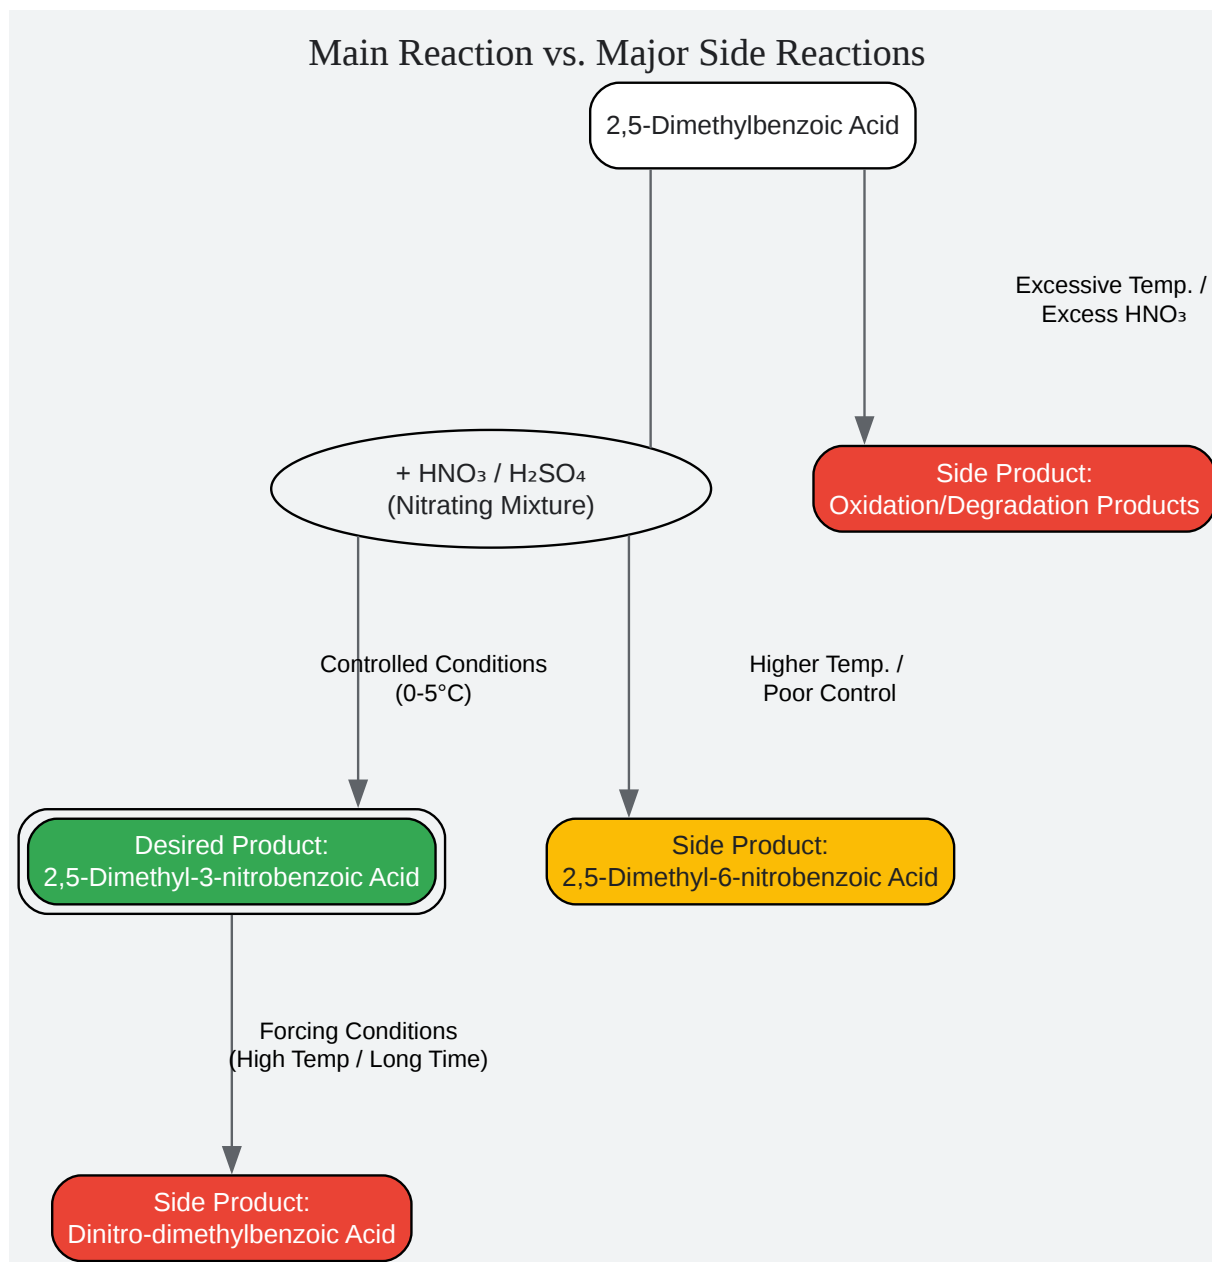 Main Reaction vs. Major Side Reactions
2,5-Dimethylbenzoic Acid
Excessive Temp. /
Excess HNO₃
+ HNO₃ / H₂SO₄
(Nitrating Mixture)
Side Product:
Oxidation/Degradation Products
Controlled Conditions
(0-5°C)
Higher Temp. /
Poor Control
Desired Product:
2,5-Dimethyl-3-nitrobenzoic Acid
Side Product:
2,5-Dimethyl-6-nitrobenzoic Acid
Forcing Conditions
(High Temp / Long Time)
Side Product:
Dinitro-dimethylbenzoic Acid